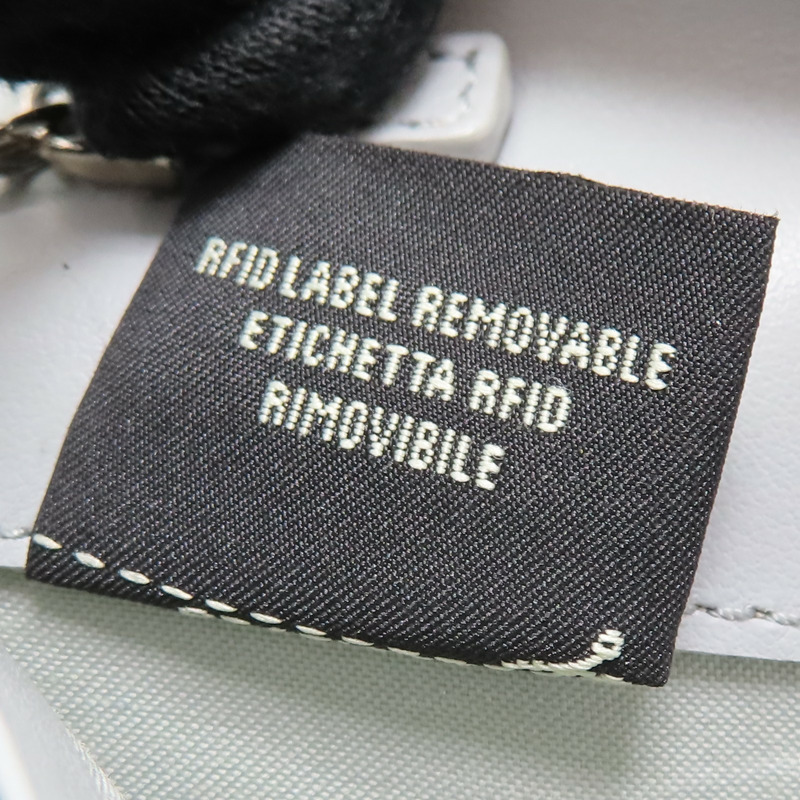 RFID LABEL REMOVABLE
ETICHETTA RFID
RIMOVIBILE